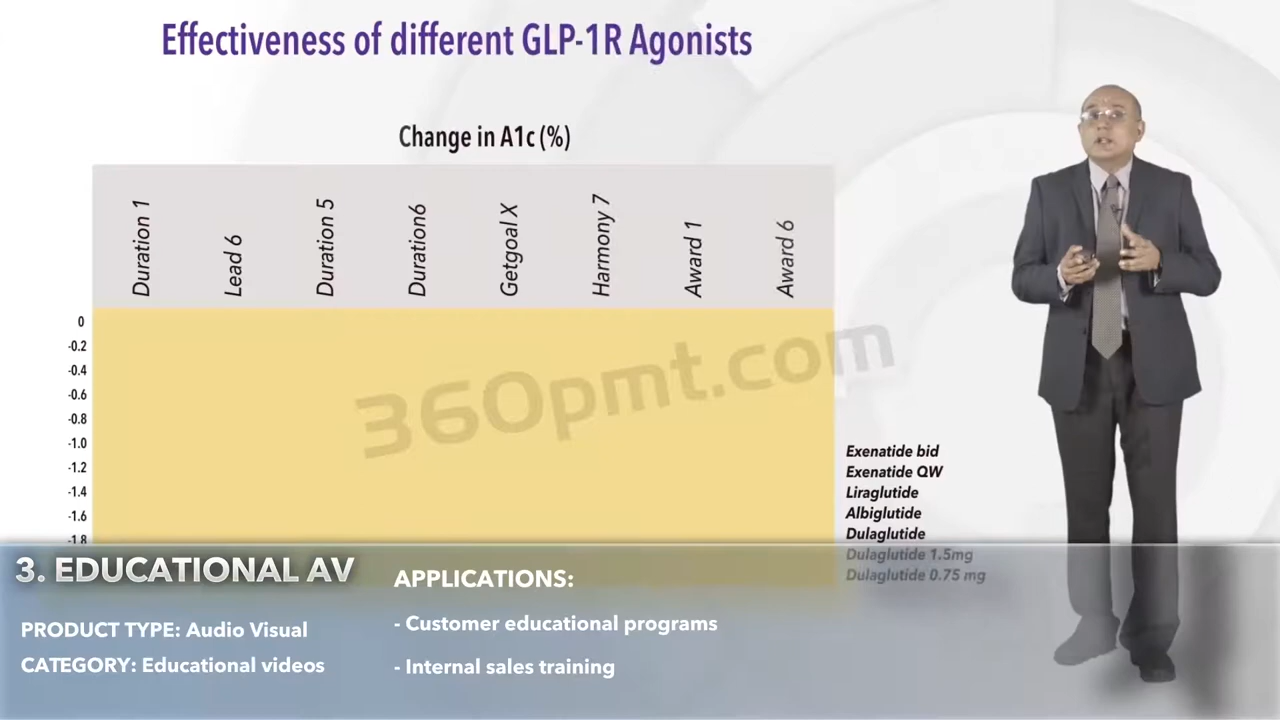 Effectiveness of different GLP-1R Agonists
Change in A1c (%)
Duration 1
Lead 6
Duration 5
Duration6
Getgoal X
Harmony 7
Award 1
Award 6
0
-0.2
-0.4
-0.6
-0.8
-1.0
-1.2
-1.4
-1.6
-1.8
360pmt.com
Exenatide bid
Exenatide QW
Liraglutide
Albiglutide
Dulaglutide
Dulaglutide 1.5mg
Dulaglutide 0.75 mg
3. EDUCATIONAL AV
PRODUCT TYPE: Audio Visual
CATEGORY: Educational videos
APPLICATIONS:
- Customer educational programs
- Internal sales training